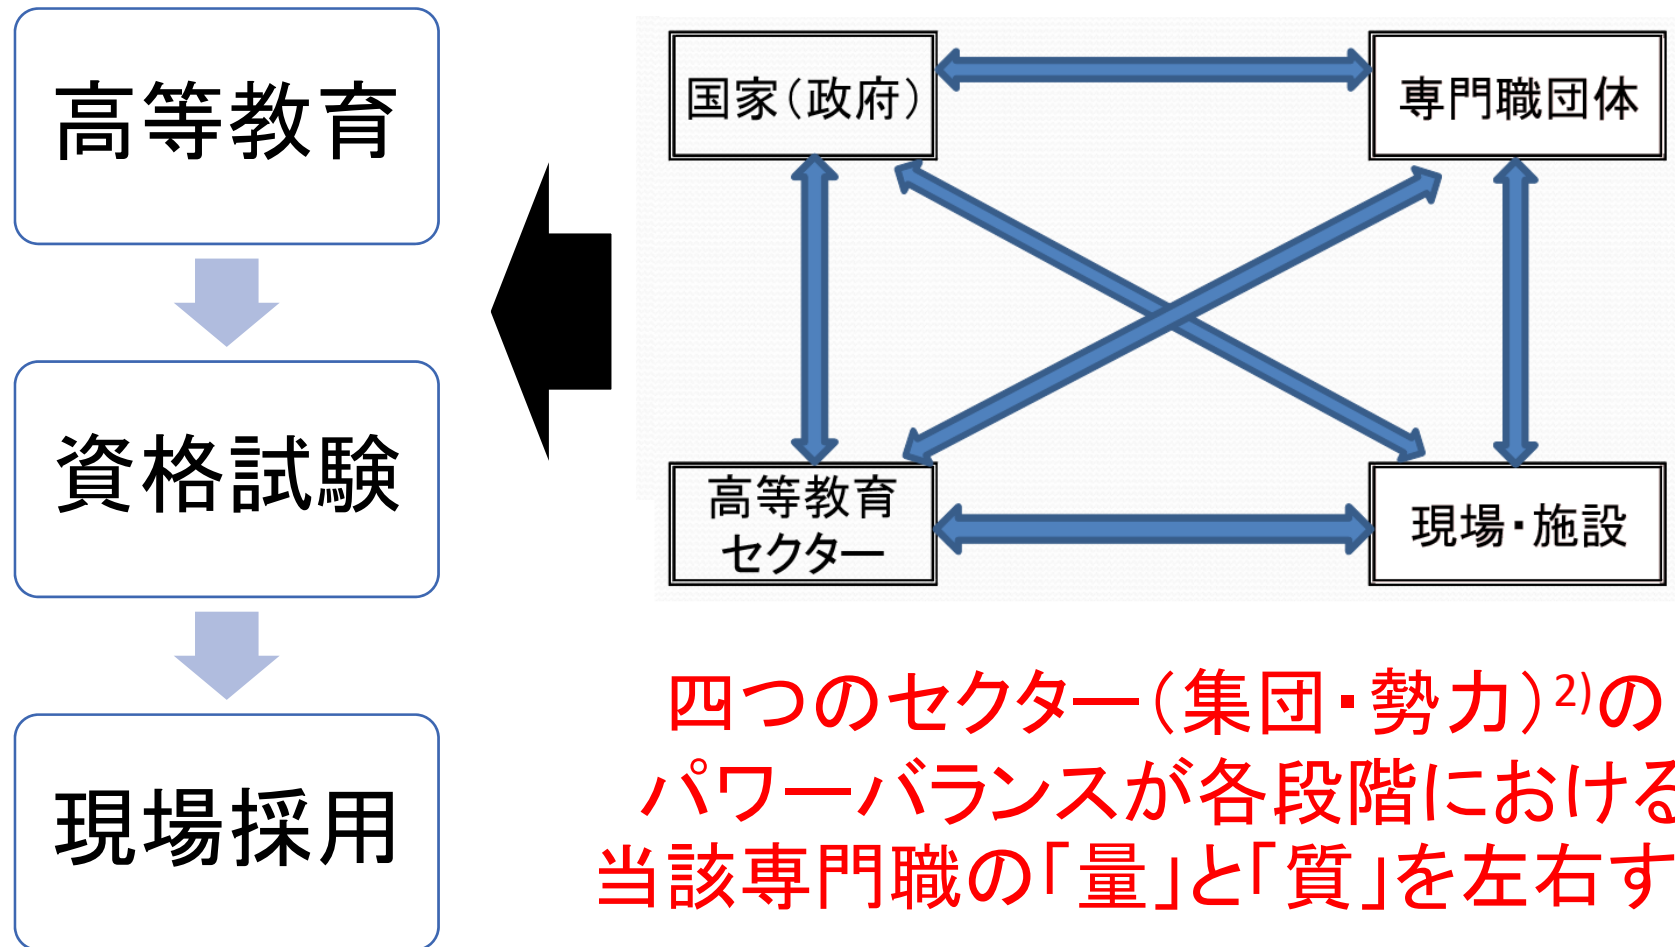 高等教育
資格試験
現場採用
国家（政府）
専門職団体
高等教育
セクター
現場・施設
四つのセクター（集団・勢力）2)の
パワーバランスが各段階における
当該専門職の「量」と「質」を左右す